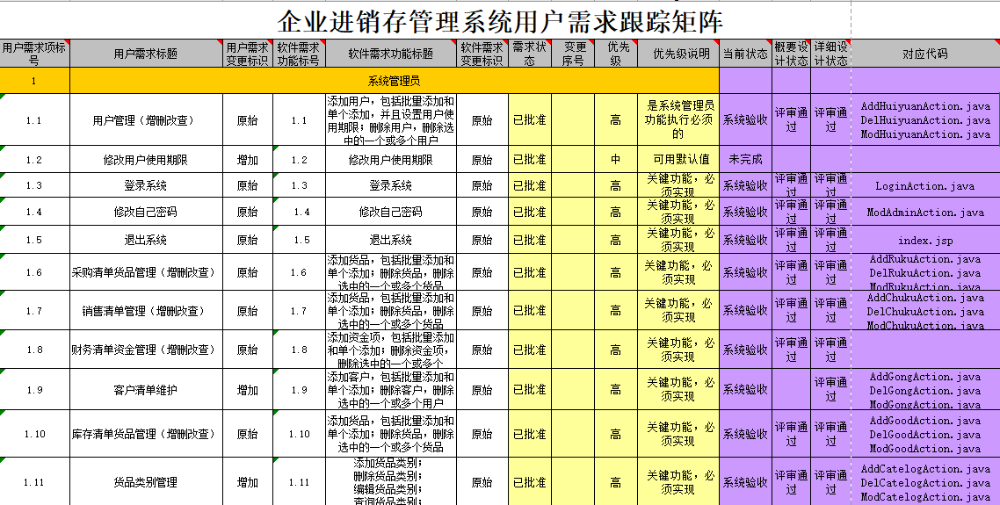 企业进销存管理系统用户需求跟踪矩阵
用户需求项标号 用户需求标题 用户需求变更标识 软件需求功能标号 软件需求功能标题 软件需求变更标识 需求状态 变更序号 优先级 优先级说明 当前状态 概要设计状态 详细设计状态 对应代码
1 系统管理员
1.1 用户管理（增删改查） 原始 1.1 添加用户，包括批量添加和单个添加，并且设置用户使用期限；删除用户，删除选中的一个或多个用户 原始 已批准 高 是系统管理员功能执行必须的 系统验收 评审通过 评审通过 AddHuiyuanAction.java DelHuiyuanAction.java ModHuiyuanAction.java
1.2 修改用户使用期限 增加 1.2 修改用户使用期限 原始 已批准 中 可用默认值 未完成
1.3 登录系统 原始 1.3 登录系统 原始 已批准 高 关键功能，必须实现 系统验收 评审通过 评审通过 LoginAction.java
1.4 修改自己密码 原始 1.4 修改自己密码 原始 已批准 高 关键功能，必须实现 系统验收 评审通过 评审通过 ModAdminAction.java
1.5 退出系统 原始 1.5 退出系统 原始 已批准 高 关键功能，必须实现 系统验收 评审通过 评审通过 index.jsp
1.6 采购清单货品管理（增删改查） 原始 1.6 添加货品，包括批量添加和单个添加；删除货品，删除选中的一个或多个货品 原始 已批准 高 关键功能，必须实现 系统验收 评审通过 评审通过 AddRukuAction.java DelRukuAction.java ModRukuAction.java
1.7 销售清单管理（增删改查） 原始 1.7 添加货品，包括批量添加和单个添加；删除货品，删除选中的一个或多个货品 原始 已批准 高 关键功能，必须实现 系统验收 评审通过 评审通过 AddChukuAction.java DelChukuAction.java ModChukuAction.java
1.8 财务清单资金管理（增删改查） 原始 1.8 添加资金项，包括批量添加和单个添加；删除资金项，删除选中的一个或多个 原始 已批准 高 关键功能，必须实现 系统验收 评审通过 评审通过
1.9 客户清单维护 增加 1.9 添加客户，包括批量添加和单个添加；删除客户，删除选中的一个或多个用户 原始 已批准 高 关键功能，必须实现 系统验收 评审通过 AddGongAction.java DelGongAction.java ModGongAction.java
1.10 库存清单货品管理（增删改查） 原始 1.10 添加货品，包括批量添加和单个添加；删除货品，删除选中的一个或多个货品 原始 已批准 高 关键功能，必须实现 系统验收 评审通过 评审通过 AddGoodAction.java DelGoodAction.java ModGoodAction.java
1.11 货品类别管理 增加 1.11 添加货品类别； 删除货品类别； 编辑货品类别； 查询货品类别； 原始 已批准 高 关键功能，必须实现 系统验收 评审通过 评审通过 AddCatelogAction.java DelCatelogAction.java ModCatelogAction.java